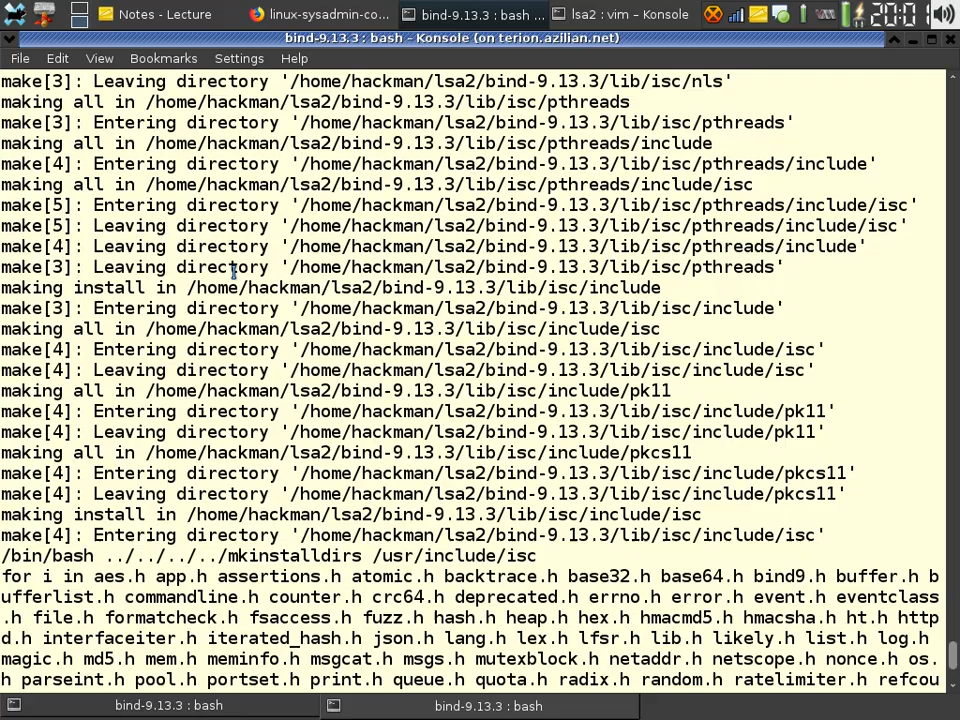 Notes - Lecture
linux-sysadmin-co...
bind-9.13.3 : bash ...
lsa2 : vim – Konsole
bind-9.13.3 : bash – Konsole (on terion.azilian.net)
File Edit View Bookmarks Settings Help
make[3]: Leaving directory '/home/hackman/lsa2/bind-9.13.3/lib/isc/nls'
making all in /home/hackman/lsa2/bind-9.13.3/lib/isc/pthreads
make[3]: Entering directory '/home/hackman/lsa2/bind-9.13.3/lib/isc/pthreads'
making all in /home/hackman/lsa2/bind-9.13.3/lib/isc/pthreads/include
make[4]: Entering directory '/home/hackman/lsa2/bind-9.13.3/lib/isc/pthreads/include'
making all in /home/hackman/lsa2/bind-9.13.3/lib/isc/pthreads/include/isc
make[5]: Entering directory '/home/hackman/lsa2/bind-9.13.3/lib/isc/pthreads/include/isc'
make[5]: Leaving directory '/home/hackman/lsa2/bind-9.13.3/lib/isc/pthreads/include/isc'
make[4]: Leaving directory '/home/hackman/lsa2/bind-9.13.3/lib/isc/pthreads/include'
make[3]: Leaving directory '/home/hackman/lsa2/bind-9.13.3/lib/isc/pthreads'
making install in /home/hackman/lsa2/bind-9.13.3/lib/isc/include
make[3]: Entering directory '/home/hackman/lsa2/bind-9.13.3/lib/isc/include'
making all in /home/hackman/lsa2/bind-9.13.3/lib/isc/include/isc
make[4]: Entering directory '/home/hackman/lsa2/bind-9.13.3/lib/isc/include/isc'
make[4]: Leaving directory '/home/hackman/lsa2/bind-9.13.3/lib/isc/include/isc'
making all in /home/hackman/lsa2/bind-9.13.3/lib/isc/include/pk11
make[4]: Entering directory '/home/hackman/lsa2/bind-9.13.3/lib/isc/include/pk11'
make[4]: Leaving directory '/home/hackman/lsa2/bind-9.13.3/lib/isc/include/pk11'
making all in /home/hackman/lsa2/bind-9.13.3/lib/isc/include/pkcs11
make[4]: Entering directory '/home/hackman/lsa2/bind-9.13.3/lib/isc/include/pkcs11'
make[4]: Leaving directory '/home/hackman/lsa2/bind-9.13.3/lib/isc/include/pkcs11'
making install in /home/hackman/lsa2/bind-9.13.3/lib/isc/include/isc
make[4]: Entering directory '/home/hackman/lsa2/bind-9.13.3/lib/isc/include/isc'
/bin/bash ../../../../mkinstalldirs /usr/include/isc
for i in aes.h app.h assertions.h atomic.h backtrace.h base32.h base64.h bind9.h buffer.h b
ufferlist.h commandline.h counter.h crc64.h deprecated.h errno.h error.h event.h eventclass
.h file.h formatcheck.h fsaccess.h fuzz.h hash.h heap.h hex.h hmacmd5.h hmacsha.h ht.h http
d.h interfaceiter.h iterated_hash.h json.h lang.h lex.h lfsr.h lib.h likely.h list.h log.h
magic.h md5.h mem.h meminfo.h msgcat.h msgs.h mutexblock.h netaddr.h netscope.h nonce.h os.
h parseint.h pool.h portset.h print.h queue.h quota.h radix.h random.h ratelimiter.h refcou
bind-9.13.3 : bash
bind-9.13.3 : bash